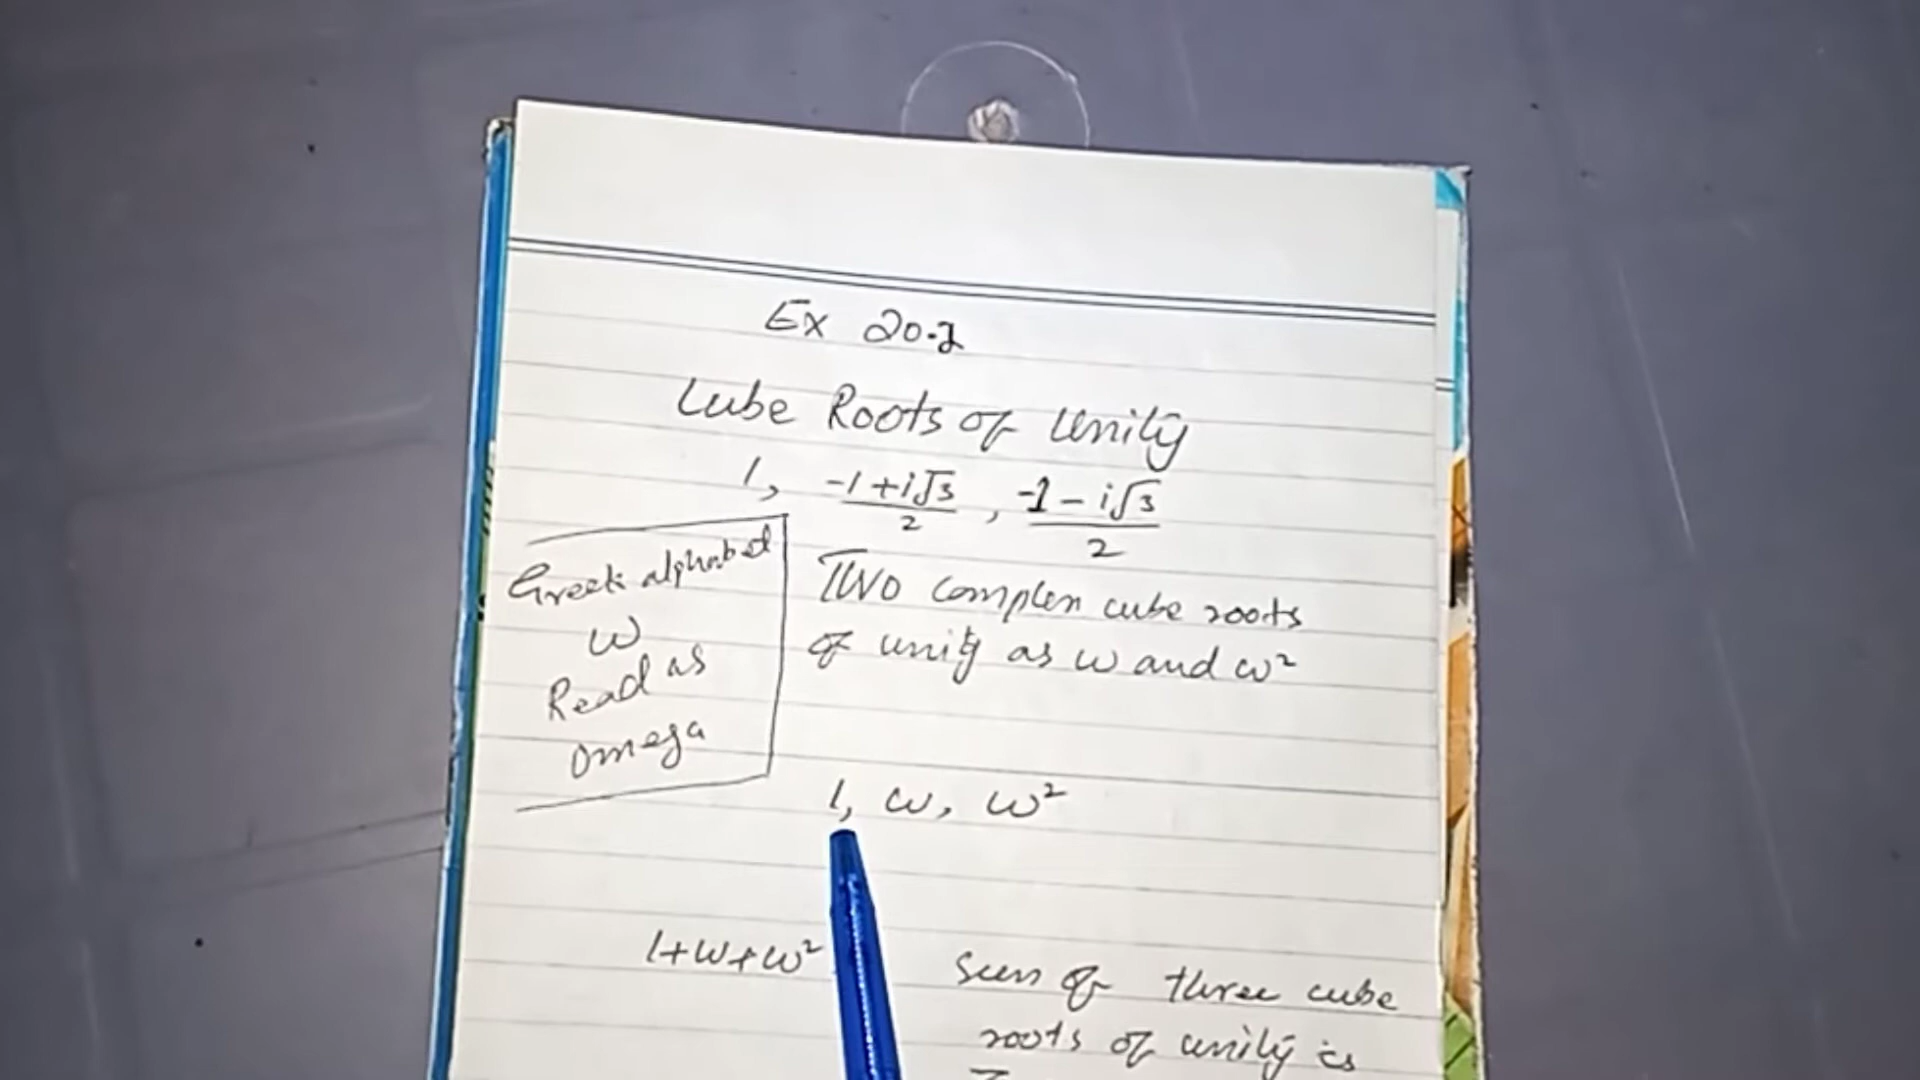 Ex 20.2
Cube Roots of Unity
1, -1+i√3/2, -1-i√3/2
Greek alphabet
ω
Read as
omega
Two complex cube roots
of unity as ω and ω²
1, ω, ω²
1+ω+ω²
Sum of three cube
roots of unity is